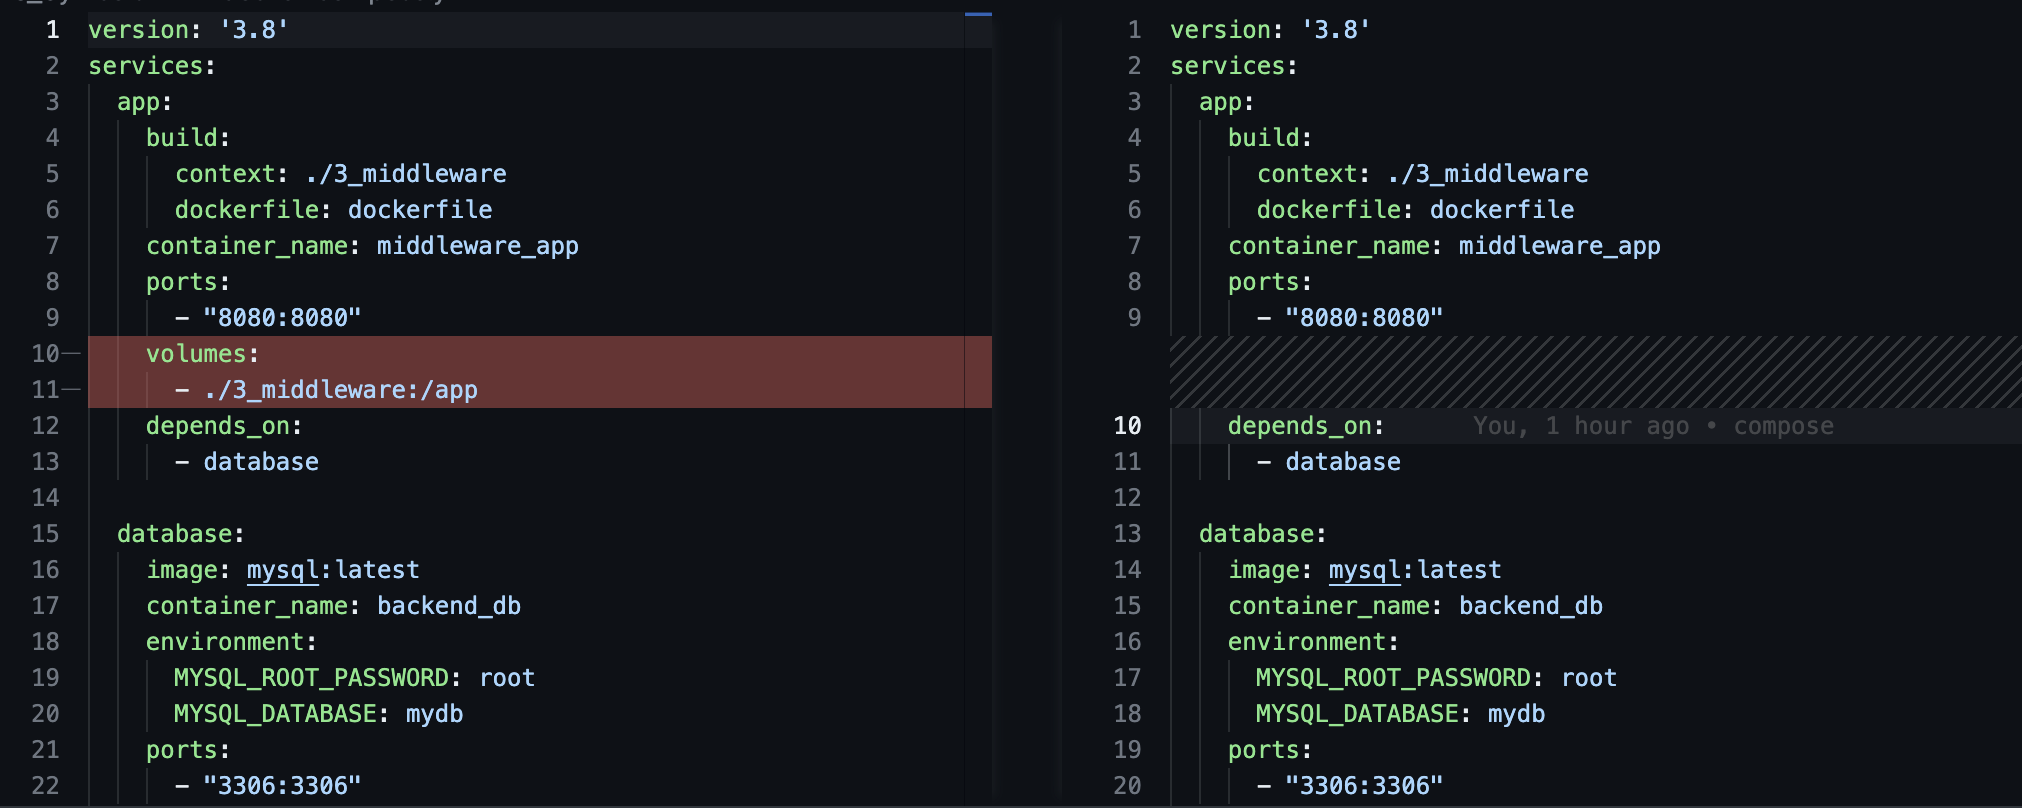 1 version: '3.8'
2 services:
3 app:
4 build:
5 context: ./3_middleware
6 dockerfile: dockerfile
7 container_name: middleware_app
8 ports:
9 - "8080:8080"
10 volumes:
11 - ./3_middleware:/app
12 depends_on:
13 - database
14
15 database:
16 image: mysql:latest
17 container_name: backend_db
18 environment:
19 MYSQL_ROOT_PASSWORD: root
20 MYSQL_DATABASE: mydb
21 ports:
22 - "3306:3306"
1 version: '3.8'
2 services:
3 app:
4 build:
5 context: ./3_middleware
6 dockerfile: dockerfile
7 container_name: middleware_app
8 ports:
9 - "8080:8080"
10 depends_on: You, 1 hour ago • compose
11 - database
12
13 database:
14 image: mysql:latest
15 container_name: backend_db
16 environment:
17 MYSQL_ROOT_PASSWORD: root
18 MYSQL_DATABASE: mydb
19 ports:
20 - "3306:3306"